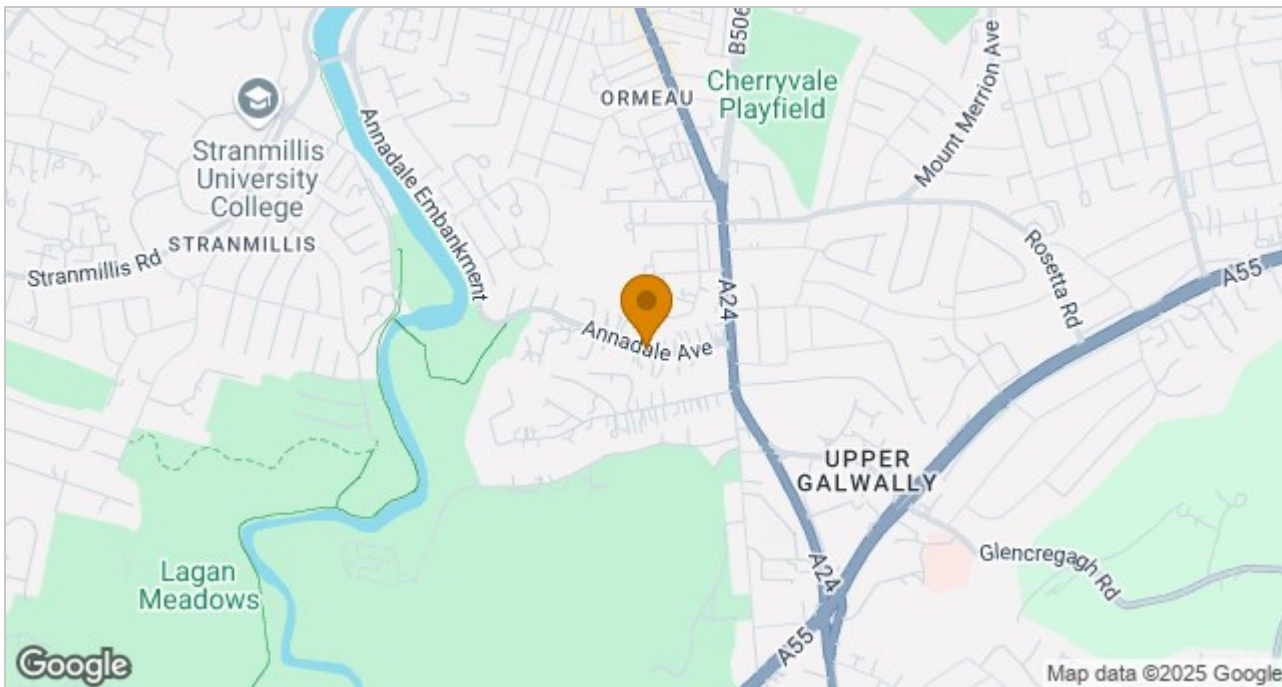 B506
Cherryvale
Playfield
ORMEAU
Mount Merrion Ave
Stranmillis
University
College
Annadale Embankment
STRANMILLIS
Stranmillis Rd
Rosetta Rd
A55
A24
Annadale Ave
UPPER
GALWALLY
Glencregagh Rd
Lagan
Meadows
A24
A55
Google
Map data ©2025 Google